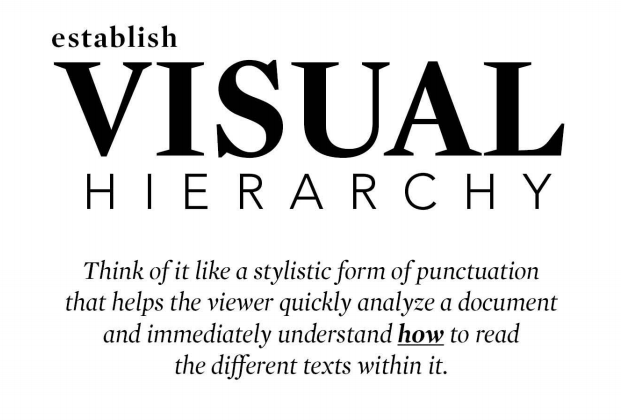 establish
VISUAL
HIERARCHY
Think of it like a stylistic form of punctuation
that helps the viewer quickly analyze a document
and immediately understand how to read
the different texts within it.